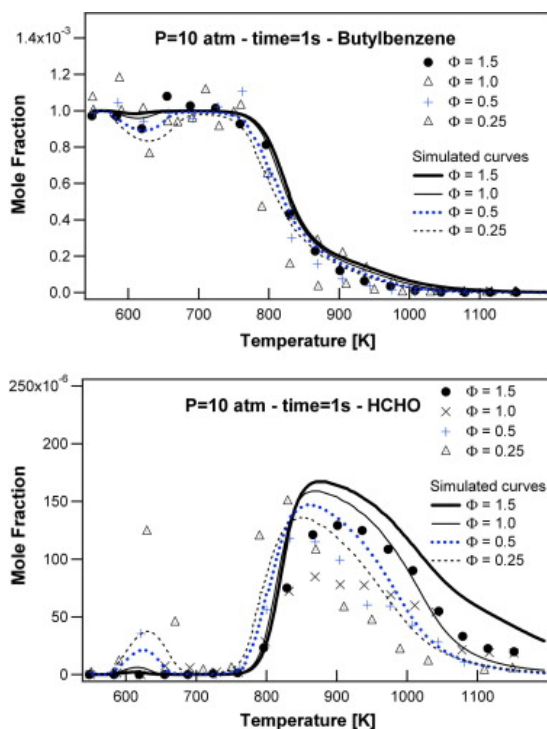 P=10 atm - time=1s - Butylbenzene
1.4x10⁻³
1.2
1.0
0.8
0.6
0.4
0.2
0.0
Mole Fraction
Φ = 1.5
Φ = 1.0
Φ = 0.5
Φ = 0.25
Simulated curves
Φ = 1.5
Φ = 1.0
Φ = 0.5
Φ = 0.25
600 700 800 900 1000 1100
Temperature [K]
P=10 atm - time=1s - HCHO
250x10⁻⁶
200
150
100
50
0
Mole Fraction
Φ = 1.5
Φ = 1.0
Φ = 0.5
Φ = 0.25
Simulated curves
Φ = 1.5
Φ = 1.0
Φ = 0.5
Φ = 0.25
600 700 800 900 1000 1100
Temperature [K]